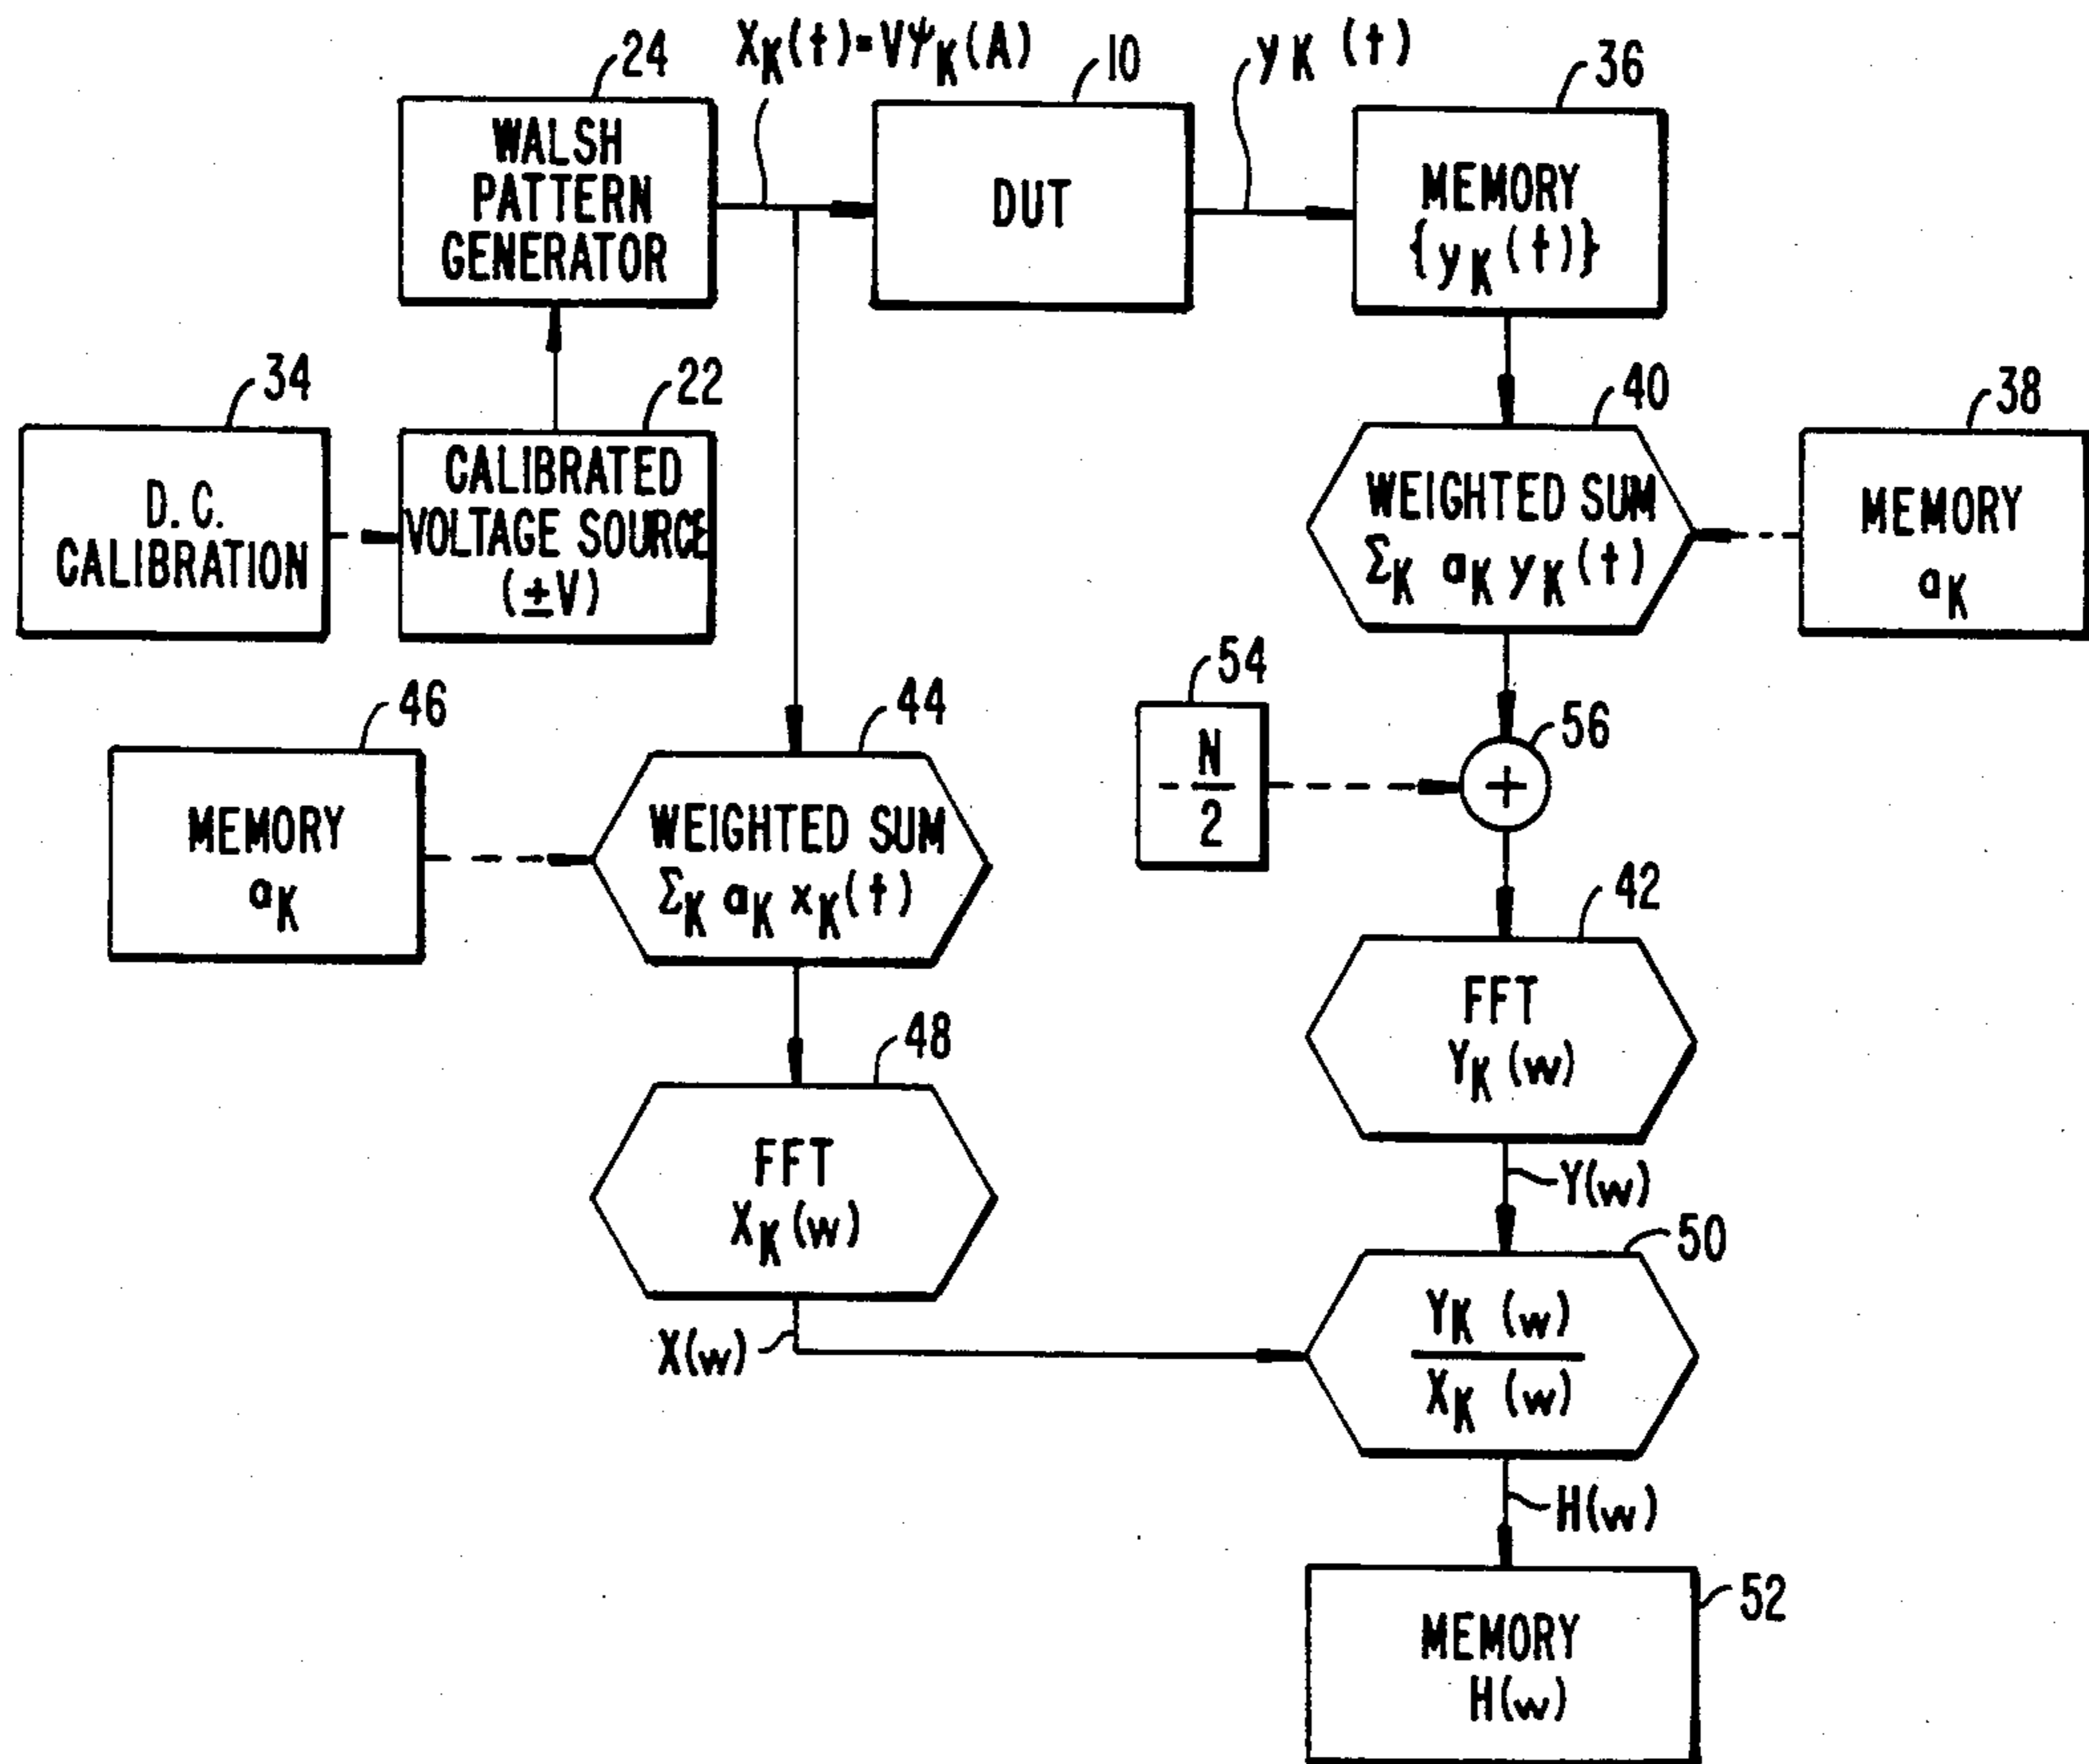 24
X_K(t)=VΨ_K(A)
10
y_K (t)
36
WALSH
PATTERN
GENERATOR
DUT
MEMORY
{y_K(t)}
34
22
40
38
D.C.
CALIBRATION
CALIBRATED
VOLTAGE SOURCE
(±V)
WEIGHTED SUM
Σ_K a_K y_K(t)
MEMORY
a_K
54
56
46
44
- N/2
+
MEMORY
a_K
WEIGHTED SUM
Σ_K a_K x_K(t)
42
FFT
Y_K (w)
48
FFT
X_K (w)
Y(w)
50
X(w)
Y_K (w)
X_K (w)
H(w)
52
MEMORY
H(w)